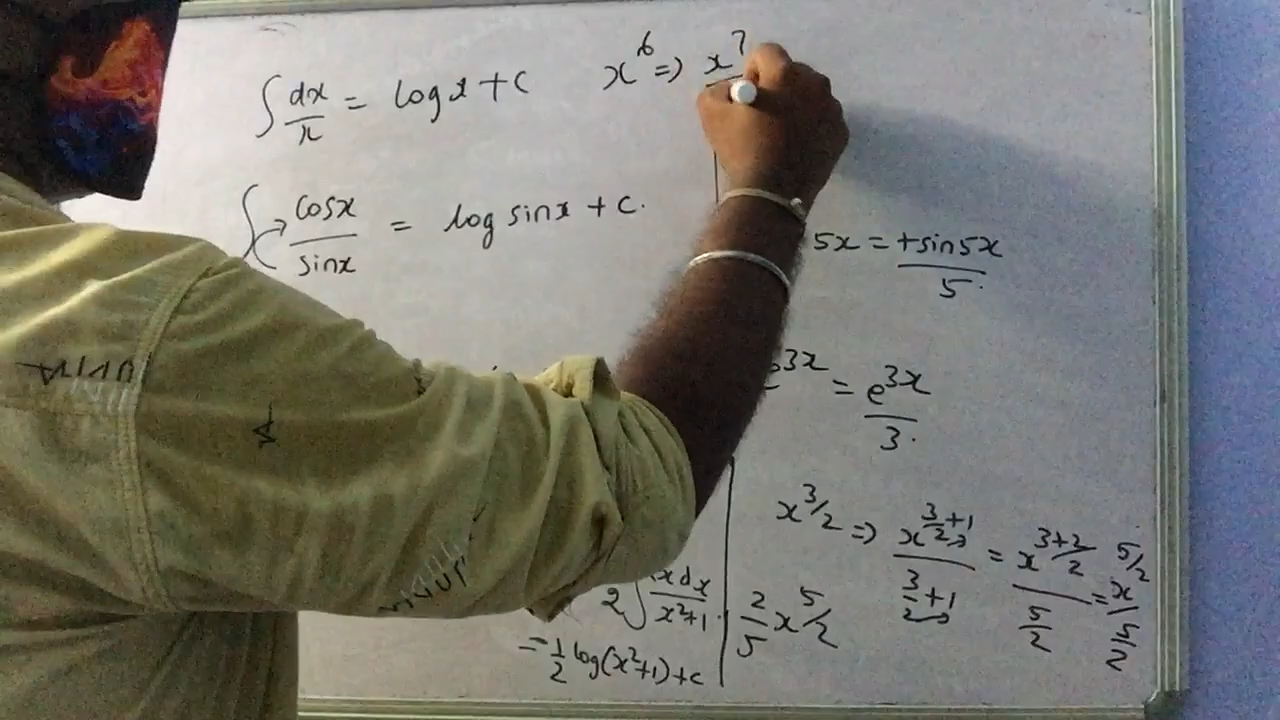 ∫ dx/x = log x + c
x^6 => x^7
∫ cosx/sinx = log sinx + c.
5x = +sin5x/5.
e^3x = e^3x/3.
x^3/2 => x^(3/2+1)/(3/2+1) = x^(3+2/2)/(5/2) = x^5/2/(5/2)
2/5 x^5/2
2∫ xdx/x²+1.
= 1/2 log(x²+1)+c